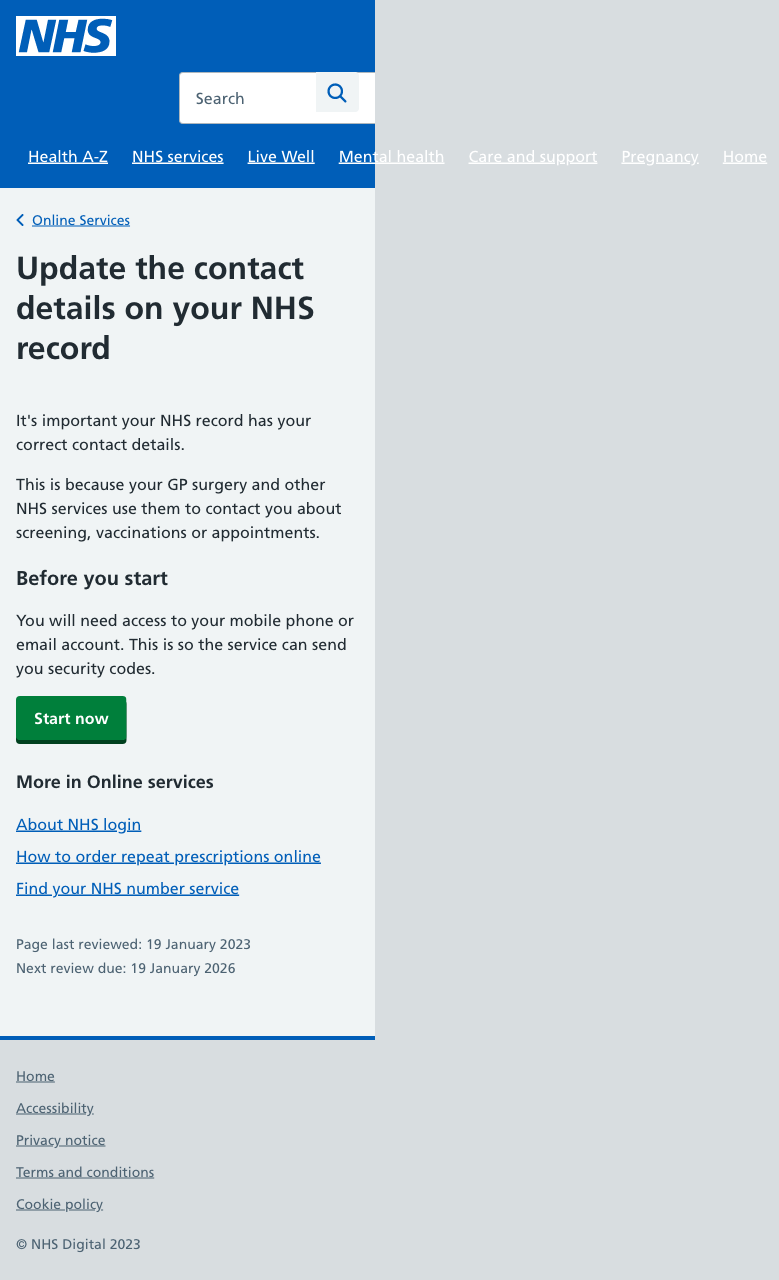 NHS
Search
Health A-Z NHS services Live Well Mental health Care and support Pregnancy Home
Online Services
Update the contact
details on your NHS
record
It's important your NHS record has your
correct contact details.
This is because your GP surgery and other
NHS services use them to contact you about
screening, vaccinations or appointments.
Before you start
You will need access to your mobile phone or
email account. This is so the service can send
you security codes.
Start now
More in Online services
About NHS login
How to order repeat prescriptions online
Find your NHS number service
Page last reviewed: 19 January 2023
Next review due: 19 January 2026
Home
Accessibility
Privacy notice
Terms and conditions
Cookie policy
© NHS Digital 2023